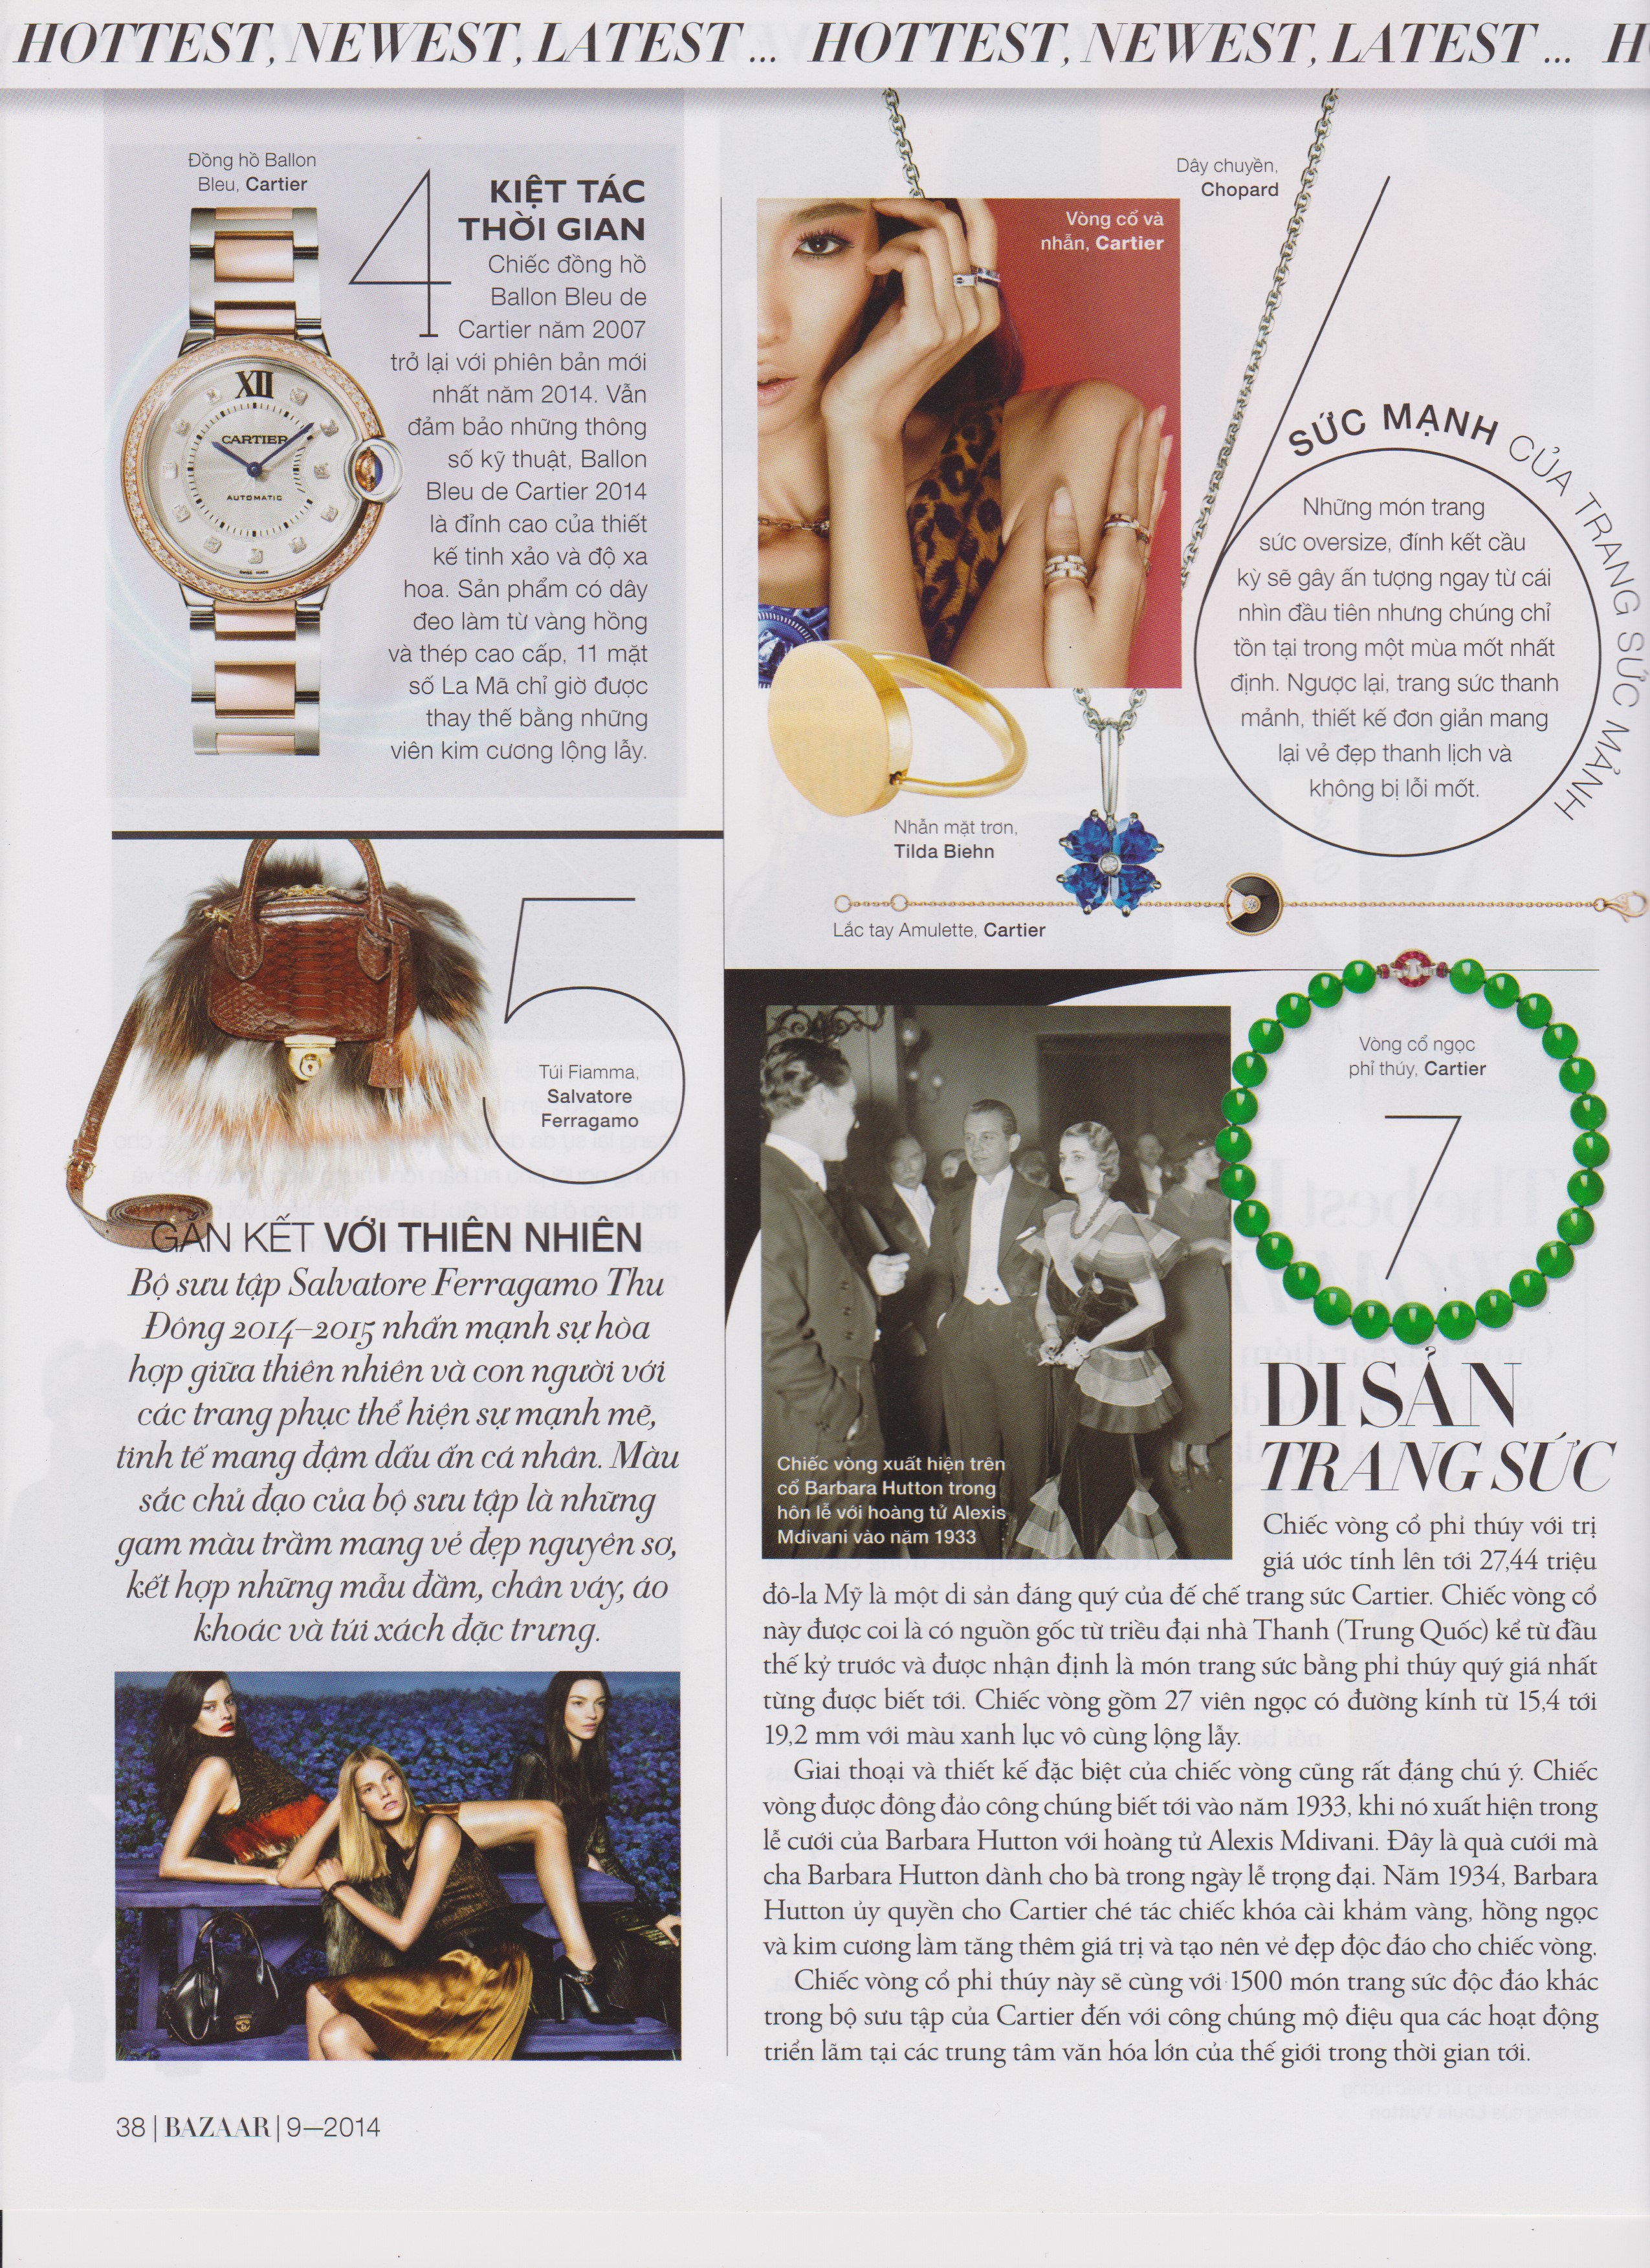 HOTTEST, NEWEST, LATEST ... HOTTEST, NEWEST, LATEST ... H
Đồng hồ Ballon
Bleu, Cartier
4
KIỆT TÁC
THỜI GIAN
Chiếc đồng hồ
Ballon Bleu de
Cartier năm 2007
trở lại với phiên bản mới
nhất năm 2014. Vẫn
đảm bảo những thông
số kỹ thuật, Ballon
Bleu de Cartier 2014
là đỉnh cao của thiết
kế tinh xảo và độ xa
hoa. Sản phẩm có dây
đeo làm từ vàng hồng
và thép cao cấp, 11 mặt
số La Mã chỉ giờ được
thay thế bằng những
viên kim cương lộng lẫy.
XII
CARTIER
AUTOMATIC
SWISS MADE
5
Túi Fiamma,
Salvatore
Ferragamo
GẮN KẾT VỚI THIÊN NHIÊN
Bộ sưu tập Salvatore Ferragamo Thu
Đông 2014–2015 nhấn mạnh sự hòa
hợp giữa thiên nhiên và con người với
các trang phục thể hiện sự mạnh mẽ,
tinh tế mang đậm dấu ấn cá nhân. Màu
sắc chủ đạo của bộ sưu tập là những
gam màu trầm mang vẻ đẹp nguyên sơ,
kết hợp những mẫu đầm, chân váy, áo
khoác và túi xách đặc trưng.
Dây chuyền,
Chopard
Vòng cổ và
nhẫn, Cartier
6
SỨC MẠNH CỦA TRANG SỨC MẢNH
Những món trang
sức oversize, đính kết cầu
kỳ sẽ gây ấn tượng ngay từ cái
nhìn đầu tiên nhưng chúng chỉ
tồn tại trong một mùa mốt nhất
định. Ngược lại, trang sức thanh
mảnh, thiết kế đơn giản mang
lại vẻ đẹp thanh lịch và
không bị lỗi mốt.
Nhẫn mặt trơn,
Tilda Biehn
Lắc tay Amulette, Cartier
Vòng cổ ngọc
phỉ thúy, Cartier
7
Chiếc vòng xuất hiện trên
cổ Barbara Hutton trong
hôn lễ với hoàng tử Alexis
Mdivani vào năm 1933
DI SẢN
TRANG SỨC
Chiếc vòng cổ phỉ thúy với trị
giá ước tính lên tới 27,44 triệu
đô-la Mỹ là một di sản đáng quý của đế chế trang sức Cartier. Chiếc vòng cổ
này được coi là có nguồn gốc từ triều đại nhà Thanh (Trung Quốc) kể từ đầu
thế kỷ trước và được nhận định là món trang sức bằng phỉ thúy quý giá nhất
từng được biết tới. Chiếc vòng gồm 27 viên ngọc có đường kính từ 15,4 tới
19,2 mm với màu xanh lục vô cùng lộng lẫy.
Giai thoại và thiết kế đặc biệt của chiếc vòng cũng rất đáng chú ý. Chiếc
vòng được đông đảo công chúng biết tới vào năm 1933, khi nó xuất hiện trong
lễ cưới của Barbara Hutton với hoàng tử Alexis Mdivani. Đây là quà cưới mà
cha Barbara Hutton dành cho bà trong ngày lễ trọng đại. Năm 1934, Barbara
Hutton ủy quyền cho Cartier chế tác chiếc khóa cài khảm vàng, hồng ngọc
và kim cương làm tăng thêm giá trị và tạo nên vẻ đẹp độc đáo cho chiếc vòng.
Chiếc vòng cổ phỉ thúy này sẽ cùng với 1500 món trang sức độc đáo khác
trong bộ sưu tập của Cartier đến với công chúng mộ điệu qua các hoạt động
triển lãm tại các trung tâm văn hóa lớn của thế giới trong thời gian tới.
38 | BAZAAR | 9—2014